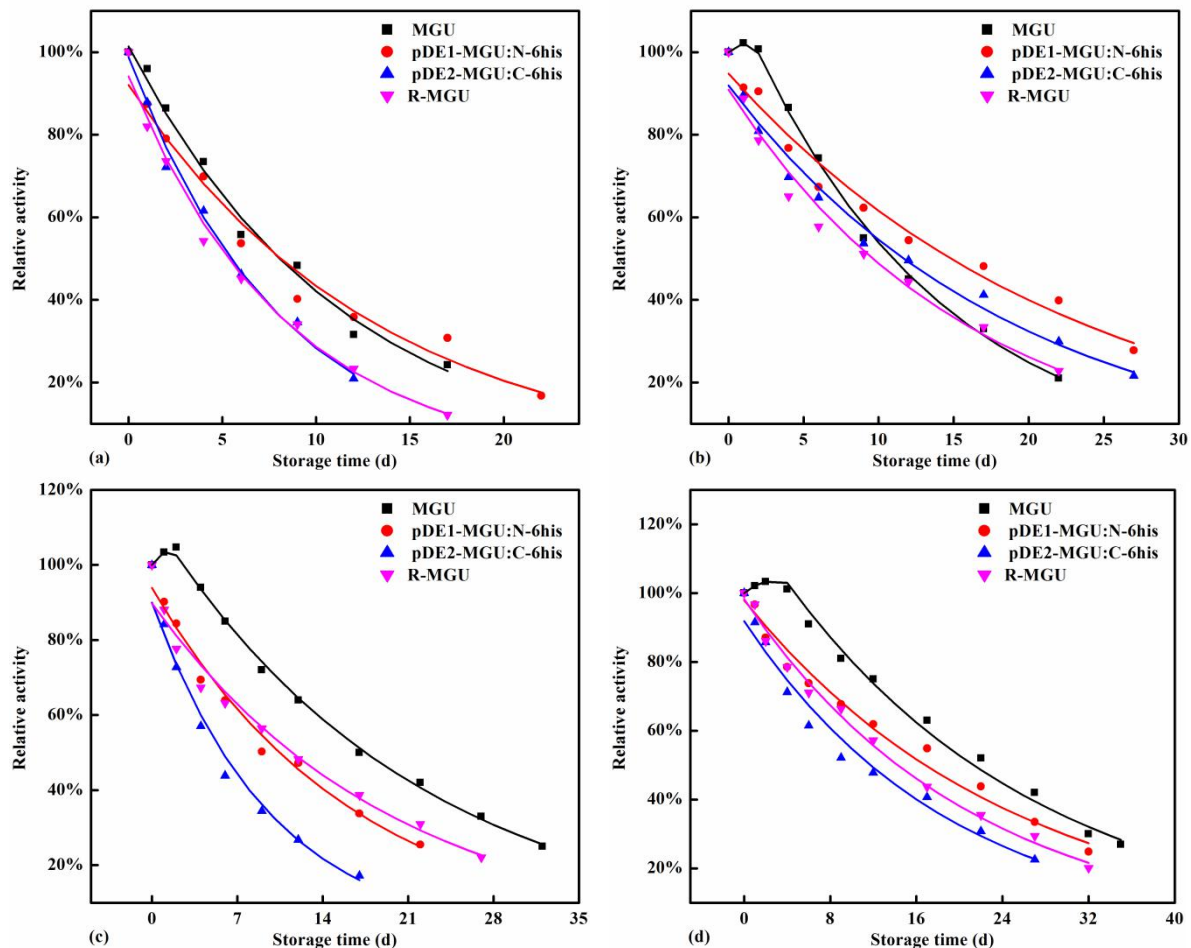 MGU
pDE1-MGU:N-6his
pDE2-MGU:C-6his
R-MGU
100%
80%
60%
40%
20%
Relative activity
0 5 10 15 20
(a) Storage time (d)
MGU
pDE1-MGU:N-6his
pDE2-MGU:C-6his
R-MGU
100%
80%
60%
40%
20%
Relative activity
0 5 10 15 20 25 30
(b) Storage time (d)
MGU
pDE1-MGU:N-6his
pDE2-MGU:C-6his
R-MGU
120%
100%
80%
60%
40%
20%
Relative activity
0 7 14 21 28 35
(c) Storage time (d)
MGU
pDE1-MGU:N-6his
pDE2-MGU:C-6his
R-MGU
120%
100%
80%
60%
40%
20%
Relative activity
0 8 16 24 32 40
(d) Storage time (d)